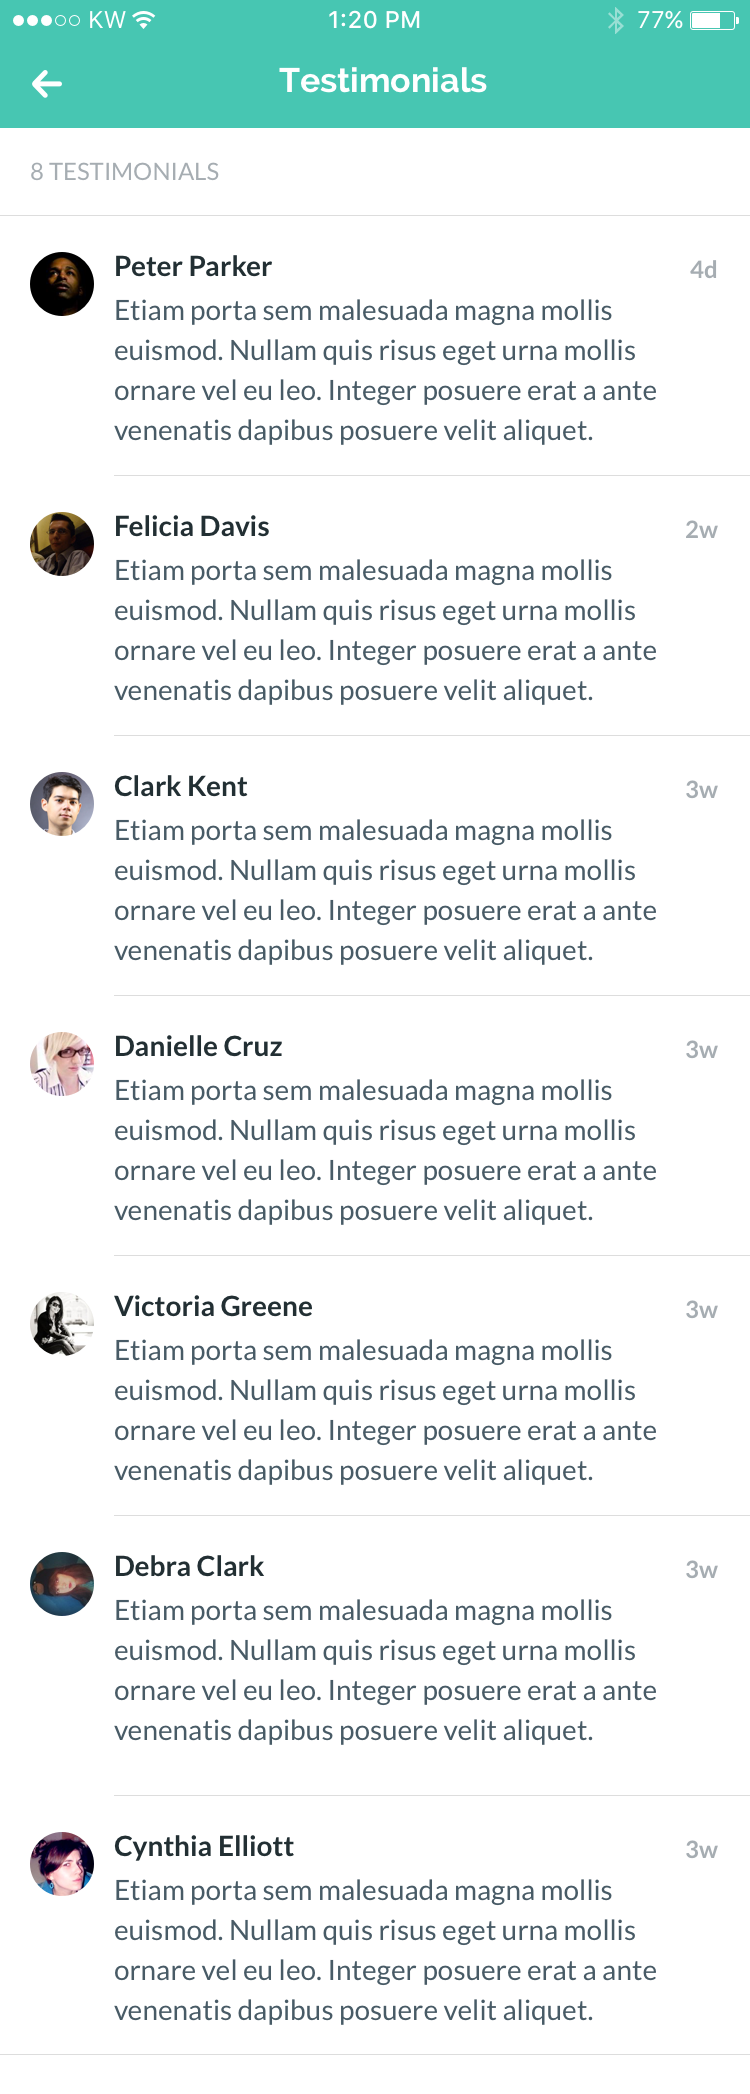 KW 1:20 PM 77%
Testimonials
8 TESTIMONIALS
Peter Parker 4d
Etiam porta sem malesuada magna mollis
euismod. Nullam quis risus eget urna mollis
ornare vel eu leo. Integer posuere erat a ante
venenatis dapibus posuere velit aliquet.
Felicia Davis 2w
Etiam porta sem malesuada magna mollis
euismod. Nullam quis risus eget urna mollis
ornare vel eu leo. Integer posuere erat a ante
venenatis dapibus posuere velit aliquet.
Clark Kent 3w
Etiam porta sem malesuada magna mollis
euismod. Nullam quis risus eget urna mollis
ornare vel eu leo. Integer posuere erat a ante
venenatis dapibus posuere velit aliquet.
Danielle Cruz 3w
Etiam porta sem malesuada magna mollis
euismod. Nullam quis risus eget urna mollis
ornare vel eu leo. Integer posuere erat a ante
venenatis dapibus posuere velit aliquet.
Victoria Greene 3w
Etiam porta sem malesuada magna mollis
euismod. Nullam quis risus eget urna mollis
ornare vel eu leo. Integer posuere erat a ante
venenatis dapibus posuere velit aliquet.
Debra Clark 3w
Etiam porta sem malesuada magna mollis
euismod. Nullam quis risus eget urna mollis
ornare vel eu leo. Integer posuere erat a ante
venenatis dapibus posuere velit aliquet.
Cynthia Elliott 3w
Etiam porta sem malesuada magna mollis
euismod. Nullam quis risus eget urna mollis
ornare vel eu leo. Integer posuere erat a ante
venenatis dapibus posuere velit aliquet.